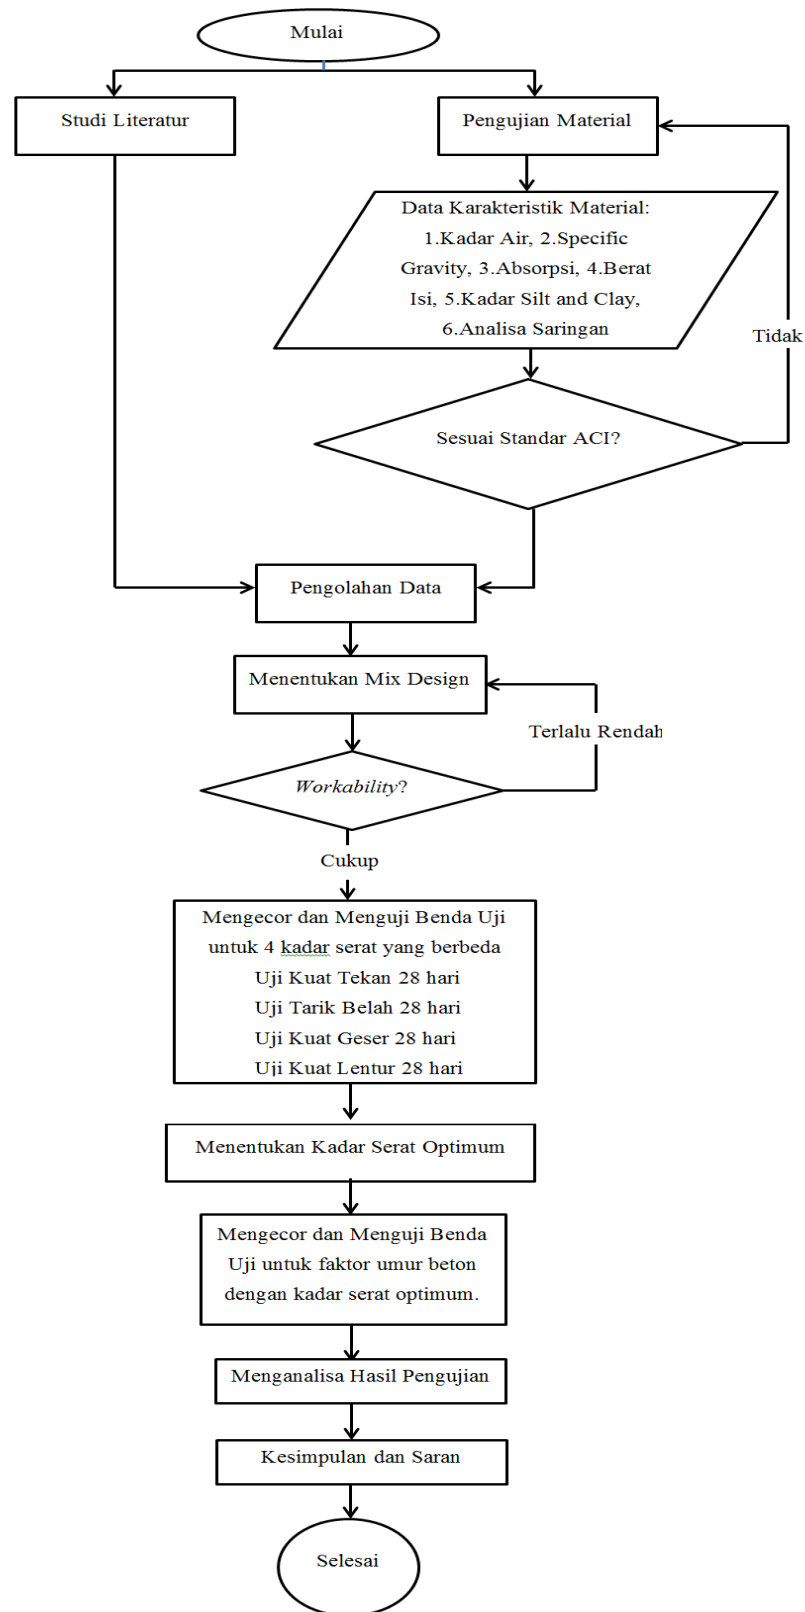 Mulai
Studi Literatur
Pengujian Material
Data Karakteristik Material:
1.Kadar Air, 2.Specific
Gravity, 3.Absorpsi, 4.Berat
Isi, 5.Kadar Silt and Clay,
6.Analisa Saringan
Tidak
Sesuai Standar ACI?
Pengolahan Data
Menentukan Mix Design
Terlalu Rendah
Workability?
Cukup
Mengecor dan Menguji Benda Uji
untuk 4 kadar serat yang berbeda
Uji Kuat Tekan 28 hari
Uji Tarik Belah 28 hari
Uji Kuat Geser 28 hari
Uji Kuat Lentur 28 hari
Menentukan Kadar Serat Optimum
Mengecor dan Menguji Benda
Uji untuk faktor umur beton
dengan kadar serat optimum.
Menganalisa Hasil Pengujian
Kesimpulan dan Saran
Selesai